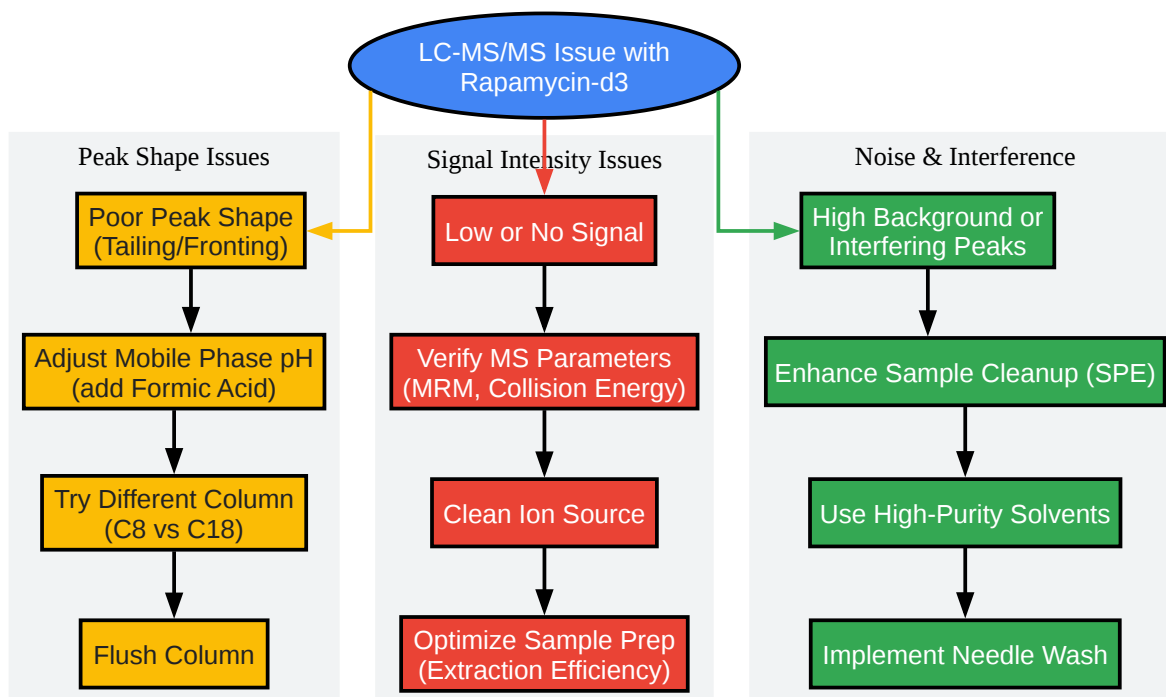 LC-MS/MS Issue with
Rapamycin-d3
Peak Shape Issues
Poor Peak Shape
(Tailing/Fronting)
Adjust Mobile Phase pH
(add Formic Acid)
Try Different Column
(C8 vs C18)
Flush Column
Signal Intensity Issues
Low or No Signal
Verify MS Parameters
(MRM, Collision Energy)
Clean Ion Source
Optimize Sample Prep
(Extraction Efficiency)
Noise & Interference
High Background or
Interfering Peaks
Enhance Sample Cleanup (SPE)
Use High-Purity Solvents
Implement Needle Wash